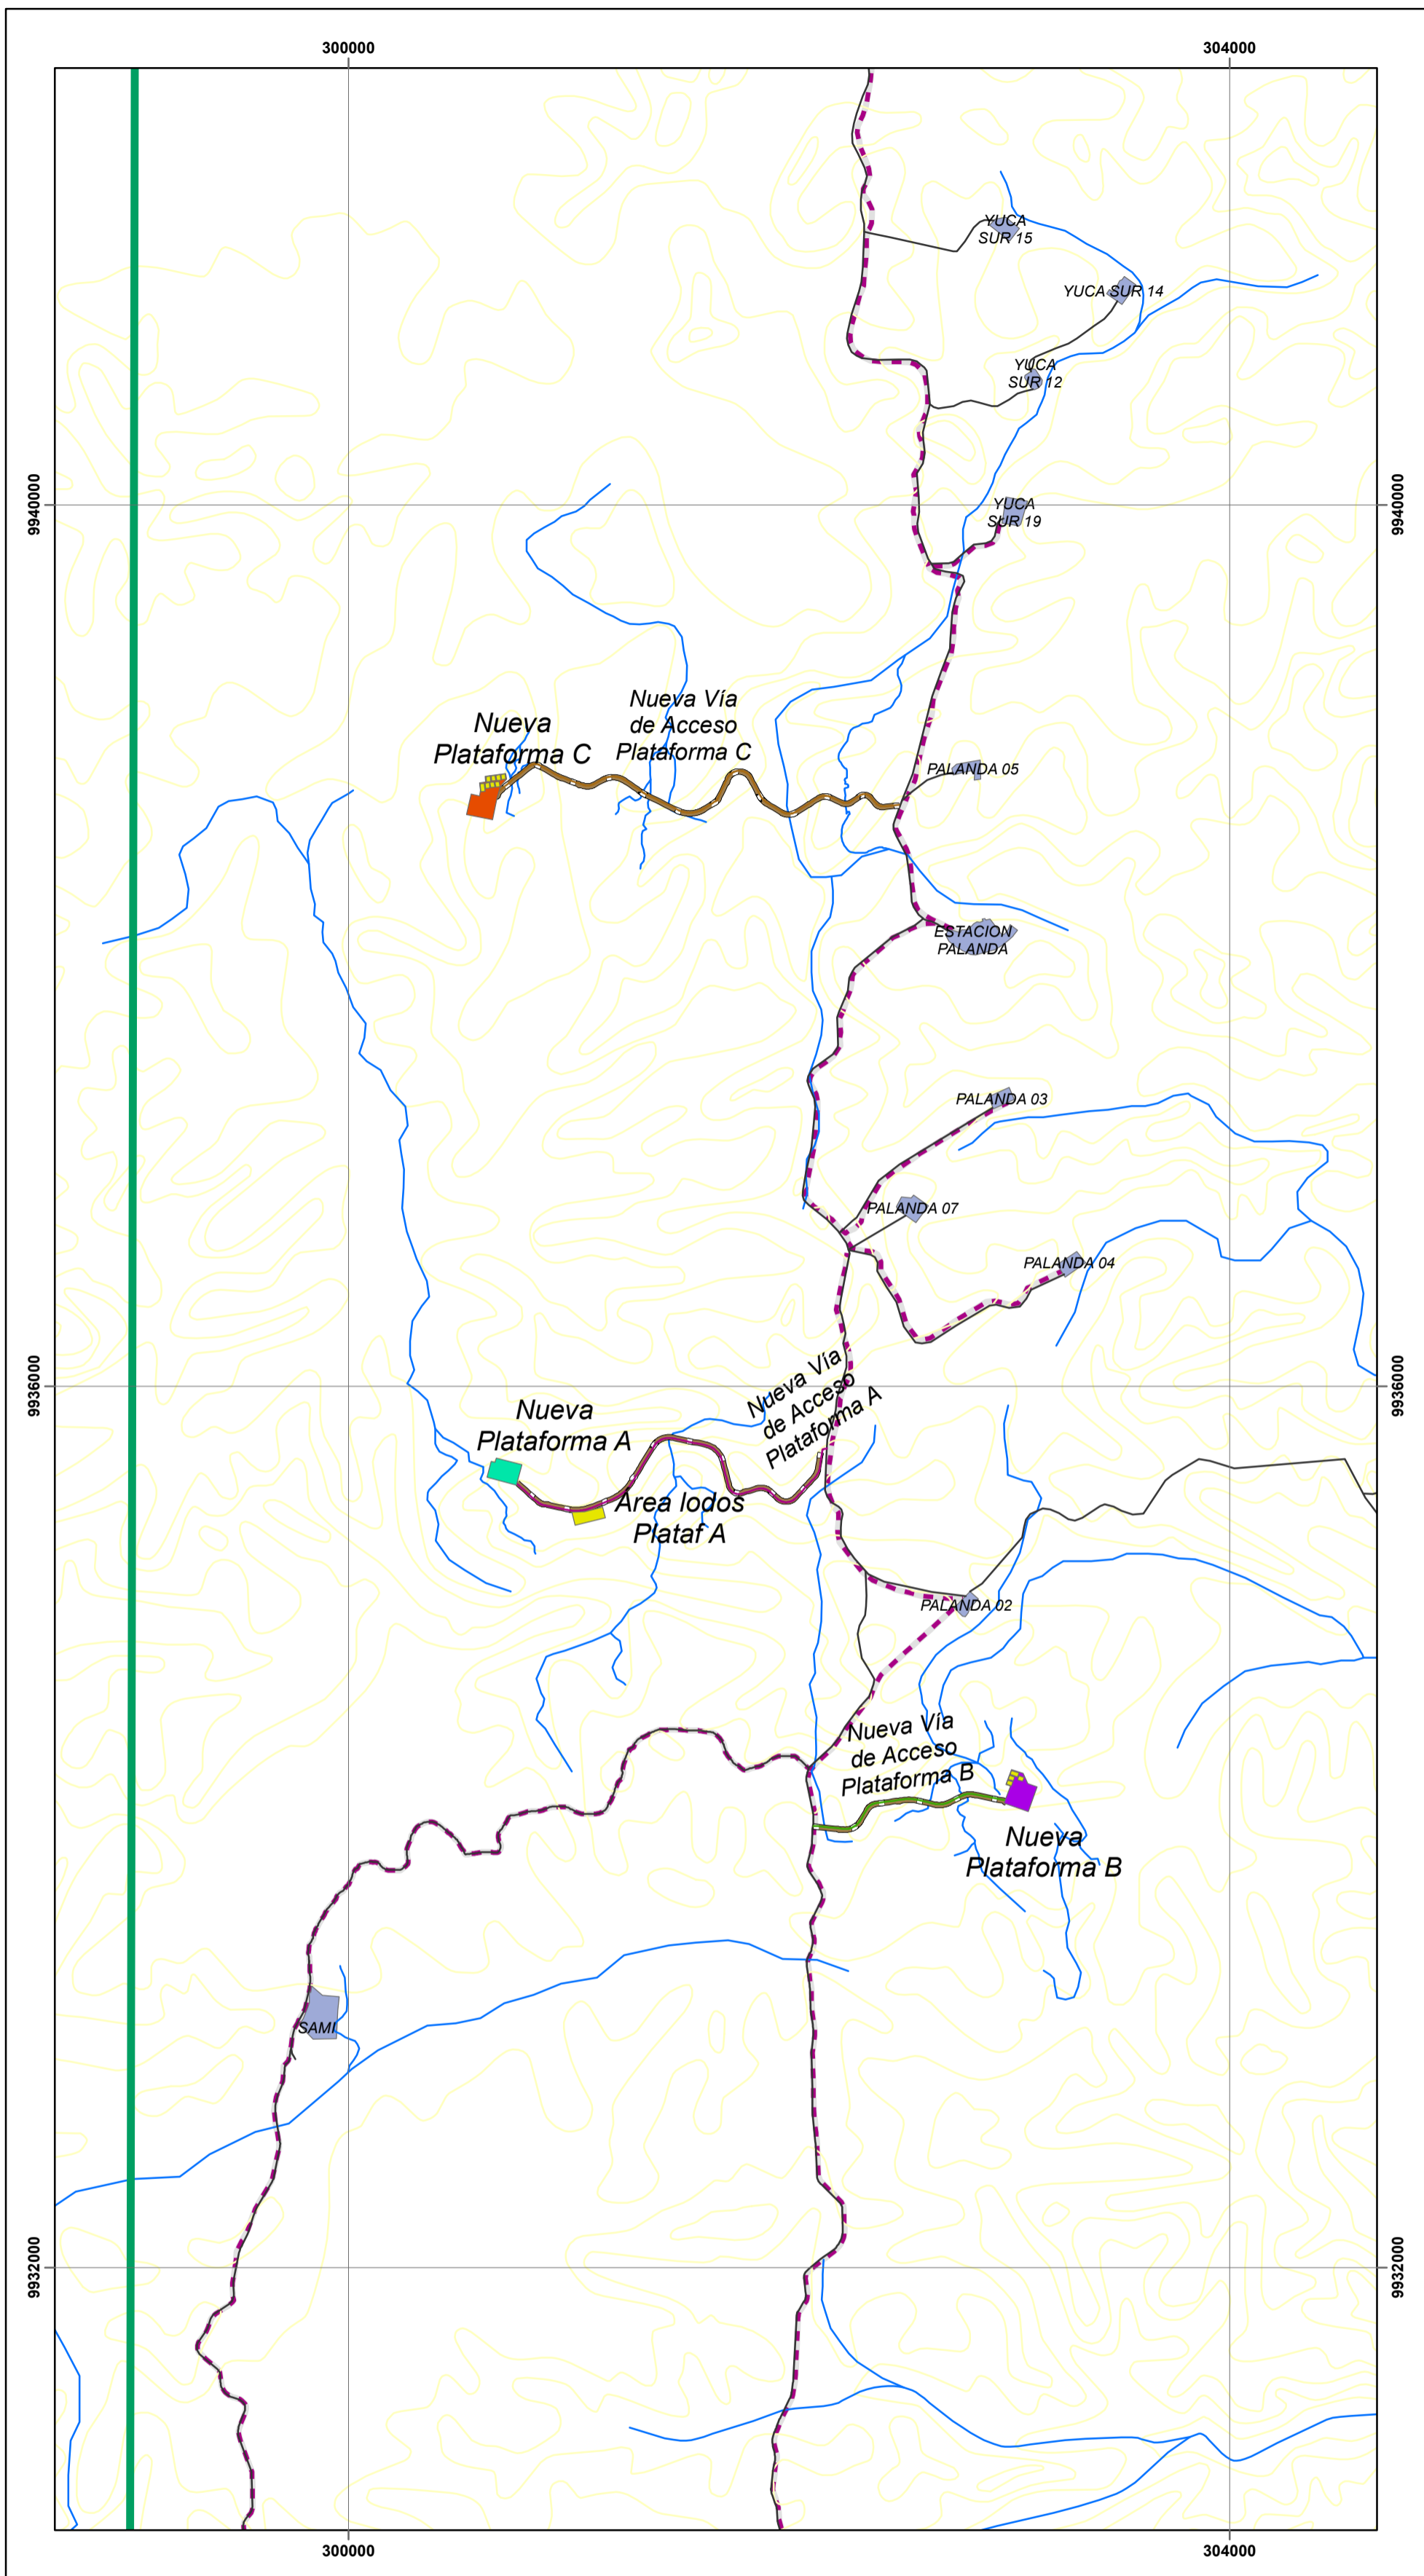 300000
304000
YUCA
SUR 15
YUCA SUR 14
YUCA
SUR 12
9940000
YUCA
SUR 19
9940000
Nueva Vía
de Acceso
Plataforma C
Nueva
Plataforma C
PALANDA 05
ESTACION
PALANDA
PALANDA 03
PALANDA 07
PALANDA 04
9936000
9936000
Nueva Vía
de Acceso
Plataforma A
Nueva
Plataforma A
Area lodos
Plataf A
PALANDA 02
Nueva Vía
de Acceso
Plataforma B
Nueva
Plataforma B
SAMI
9932000
9932000
300000
304000